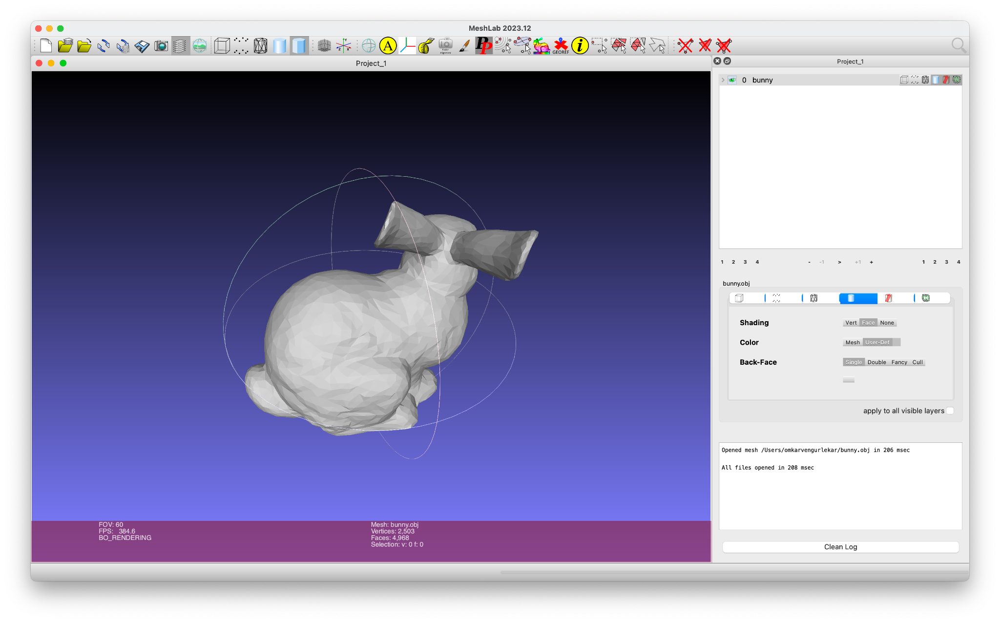 MeshLab 2023.12
A
PP
GEOREF
i
Project_1
Project_1
0 bunny
1 2 3 4 - -1 > +1 + 1 2 3 4
bunny.obj
Shading Vert Face None
Color Mesh User-Def
Back-Face Single Double Fancy Cull
apply to all visible layers
Opened mesh /Users/omkarvengurlekar/bunny.obj in 206 msec
All files opened in 208 msec
Clean Log
FOV: 60
FPS: 384.6
BO_RENDERING
Mesh: bunny.obj
Vertices: 2,503
Faces: 4,968
Selection: v: 0 f: 0